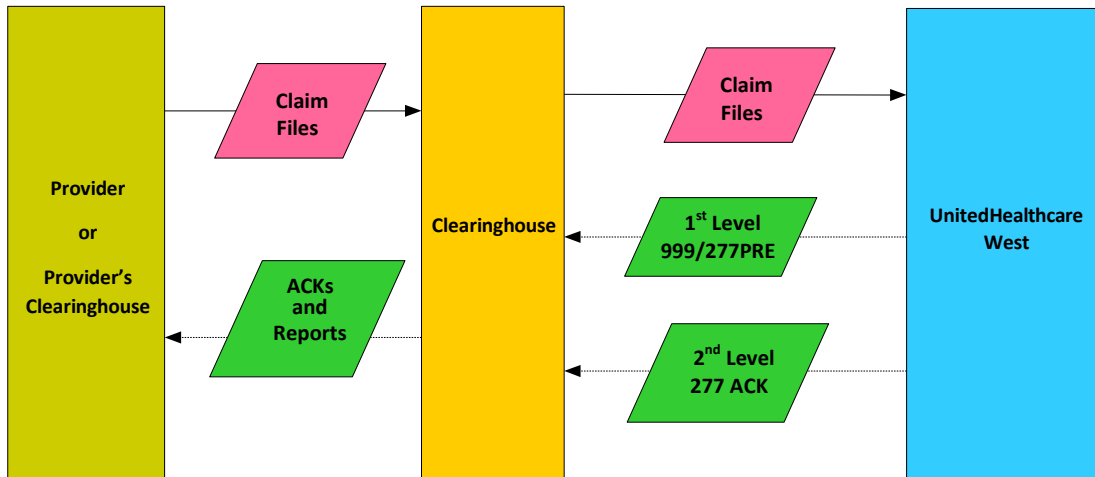 Provider
or
Provider's
Clearinghouse
Claim
Files
ACKs
and
Reports
Clearinghouse
Claim
Files
1st Level
999/277PRE
2nd Level
277 ACK
UnitedHealthcare
West